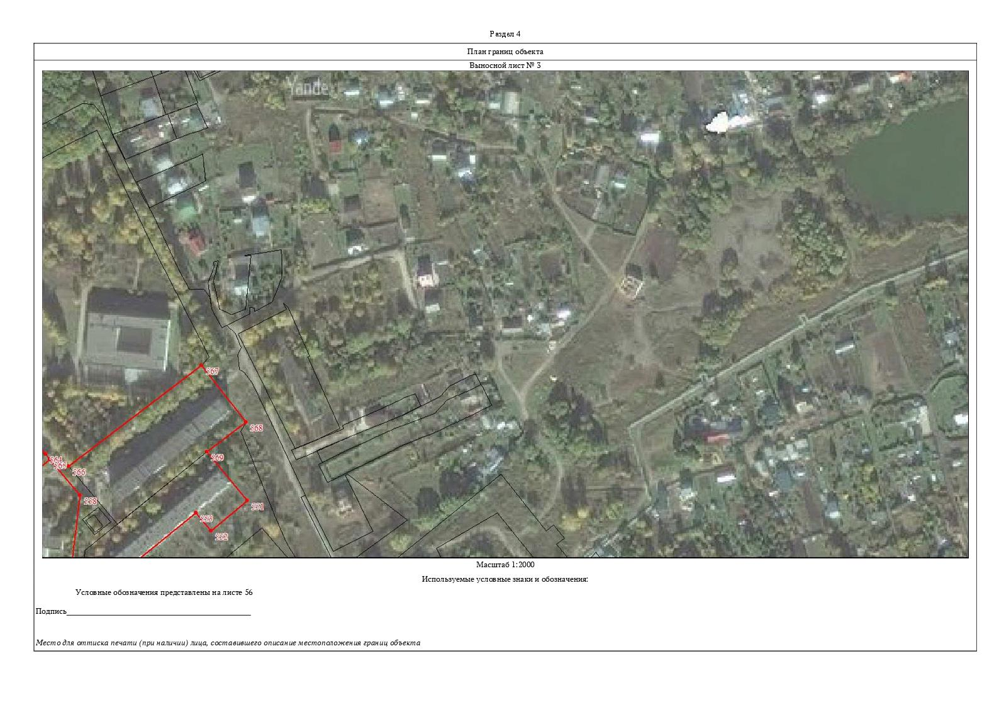 Раздел 4
План границ объекта
Выносной лист № 3
Yandex
567
568
569
564
565
566
558
551
553
552
Масштаб 1:2000
Используемые условные знаки и обозначения:
Условные обозначения представлены на листе 56
Подпись
Место для оттиска печати (при наличии) лица, составившего описание местоположения границ объекта